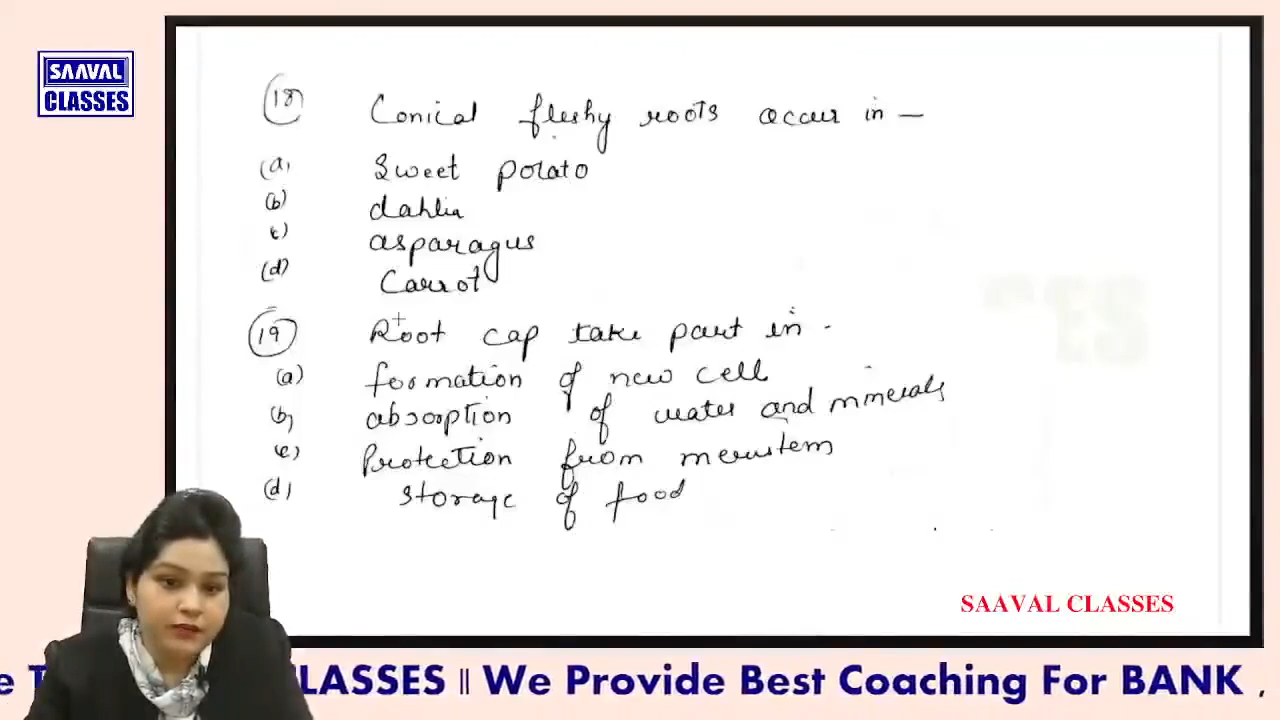 SAAVAL
CLASSES
(18) Conical fleshy roots occur in —
(a) Sweet potato
(b) dahlia
(c) asparagus
(d) Carrot
(19) Root cap take part in -
(a) formation of new cell
(b) absorption of water and minerals
(c) Protection from meristem
(d) storage of food
SAAVAL CLASSES
LASSES || We Provide Best Coaching For BANK ,